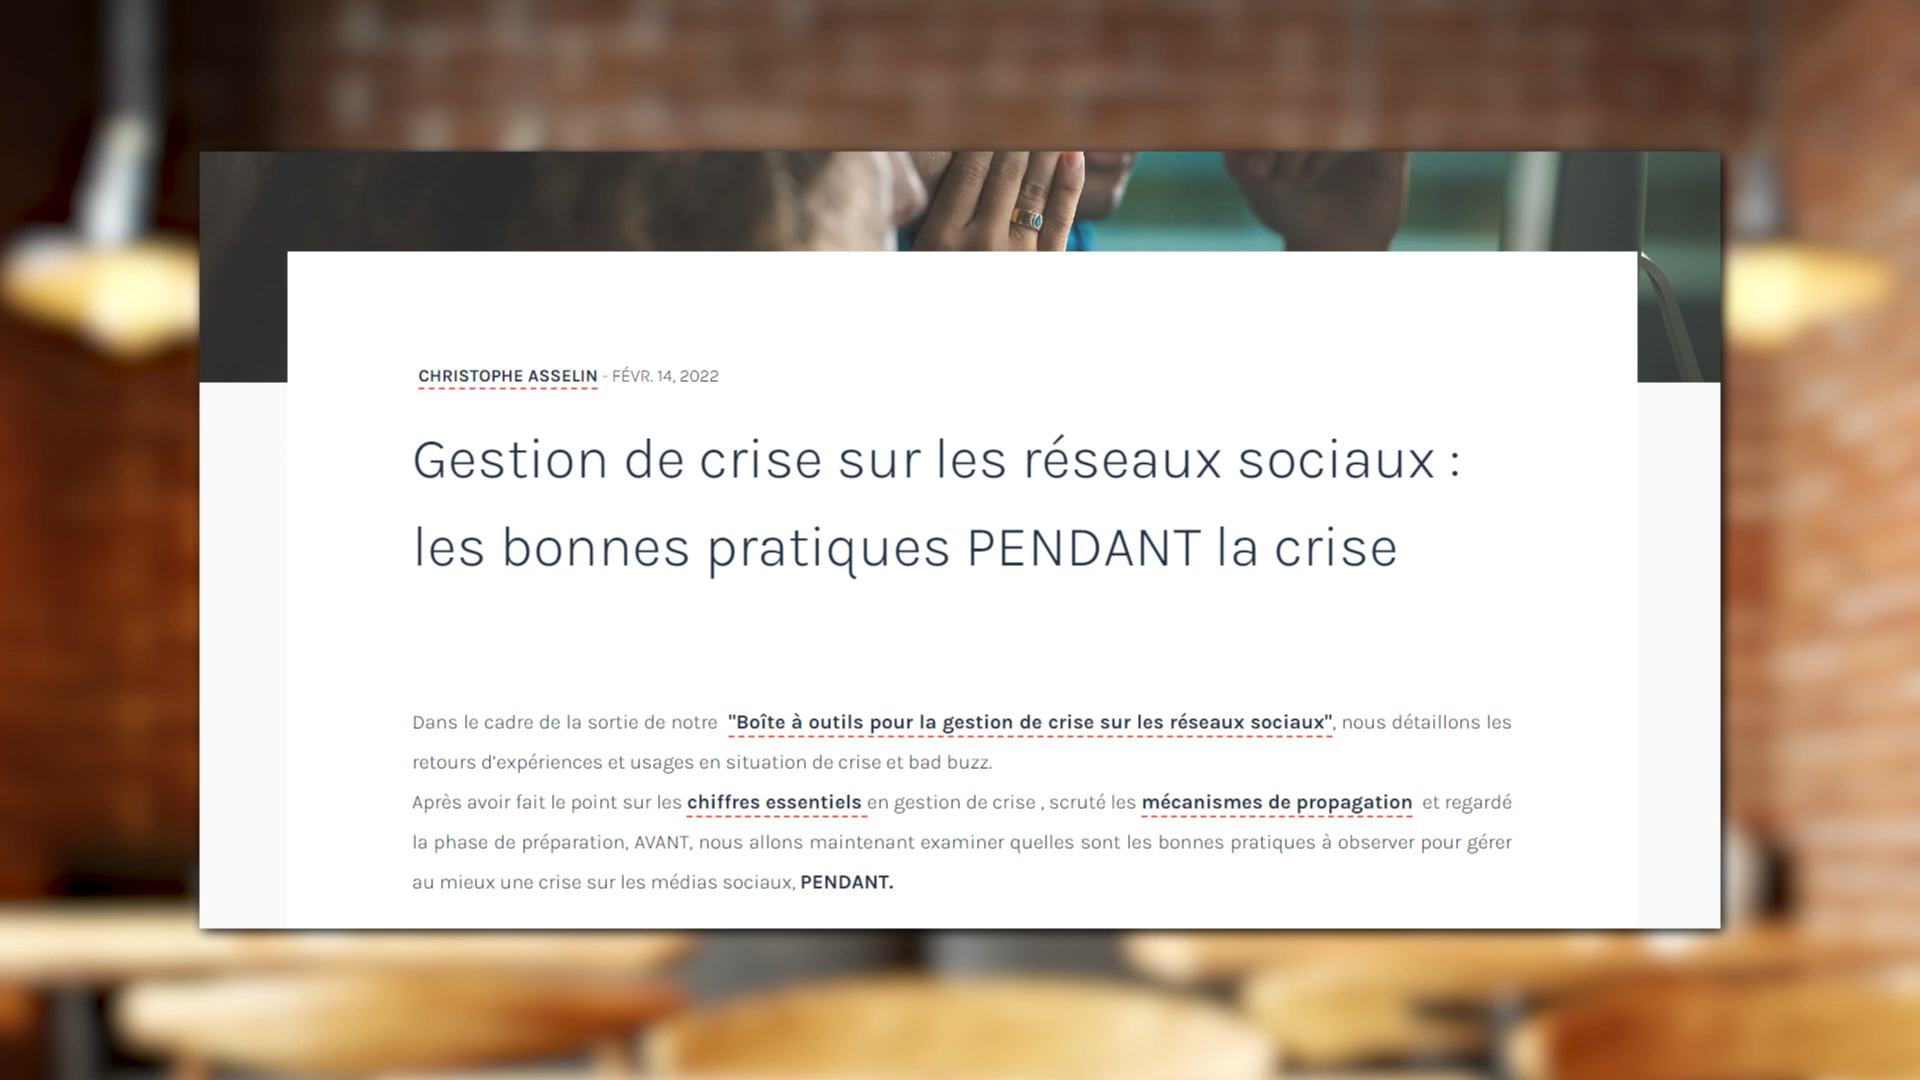 CHRISTOPHE ASSELIN - FÉVR. 14, 2022
Gestion de crise sur les réseaux sociaux :
les bonnes pratiques PENDANT la crise
Dans le cadre de la sortie de notre "Boîte à outils pour la gestion de crise sur les réseaux sociaux", nous détaillons les
retours d'expériences et usages en situation de crise et bad buzz.
Après avoir fait le point sur les chiffres essentiels en gestion de crise , scruté les mécanismes de propagation et regardé
la phase de préparation, AVANT, nous allons maintenant examiner quelles sont les bonnes pratiques à observer pour gérer
au mieux une crise sur les médias sociaux, PENDANT.